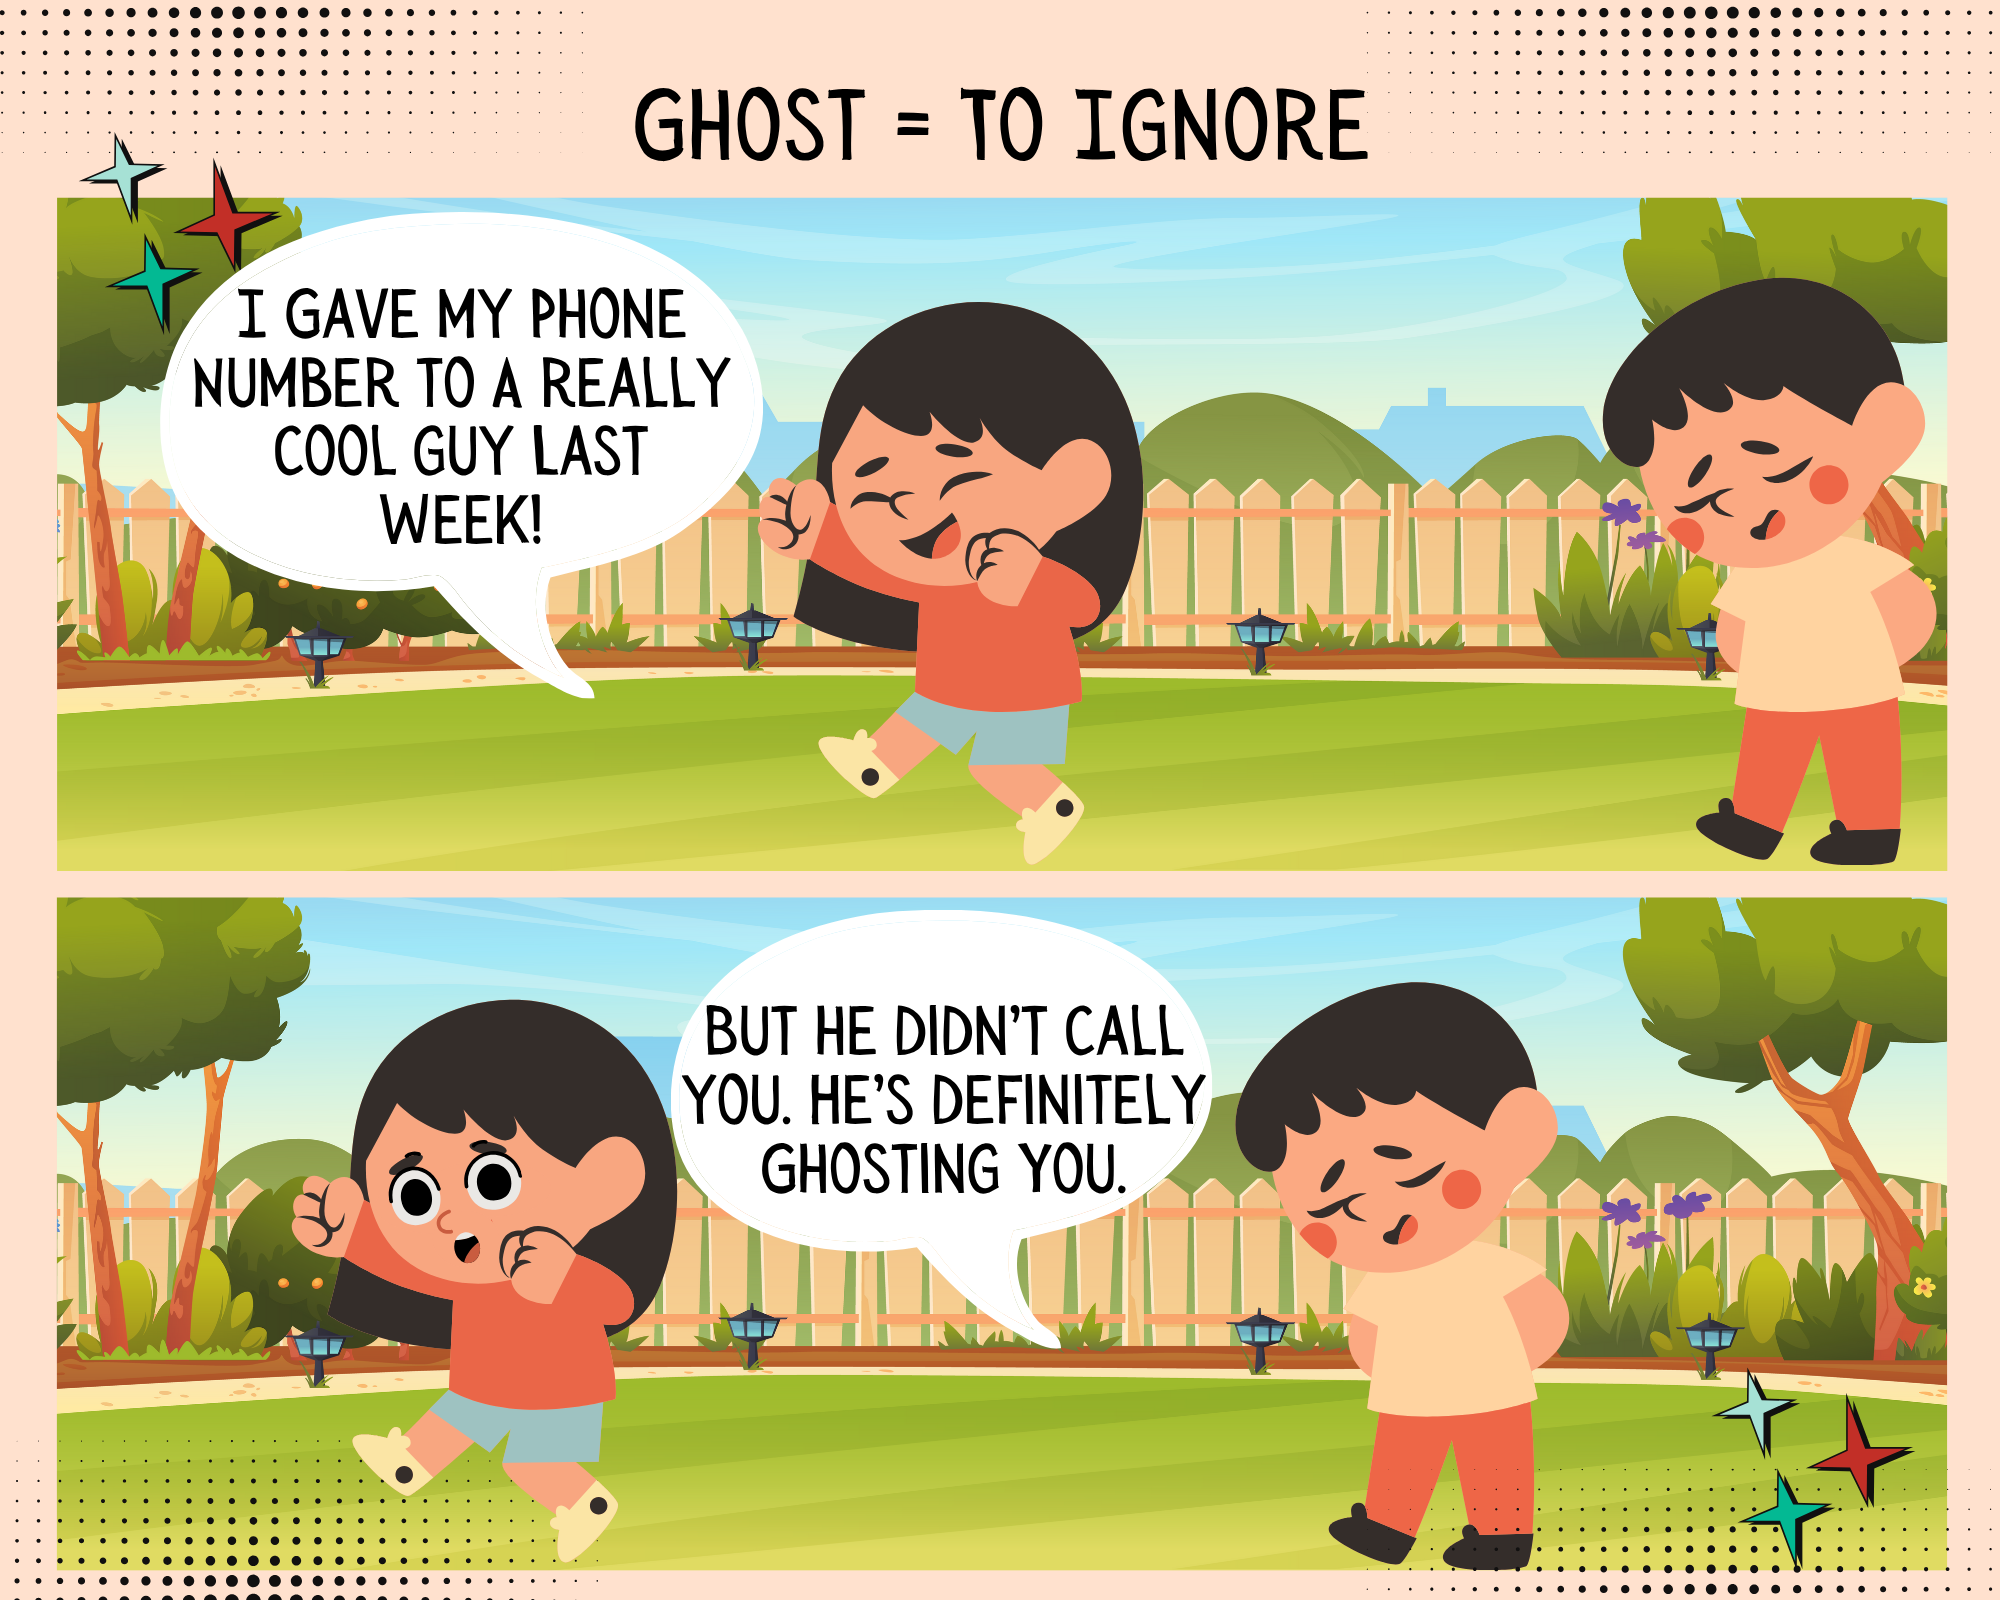 GHOST = TO IGNORE
I GAVE MY PHONE
NUMBER TO A REALLY
COOL GUY LAST
WEEK!
BUT HE DIDN'T CALL
YOU. HE'S DEFINITELY
GHOSTING YOU.